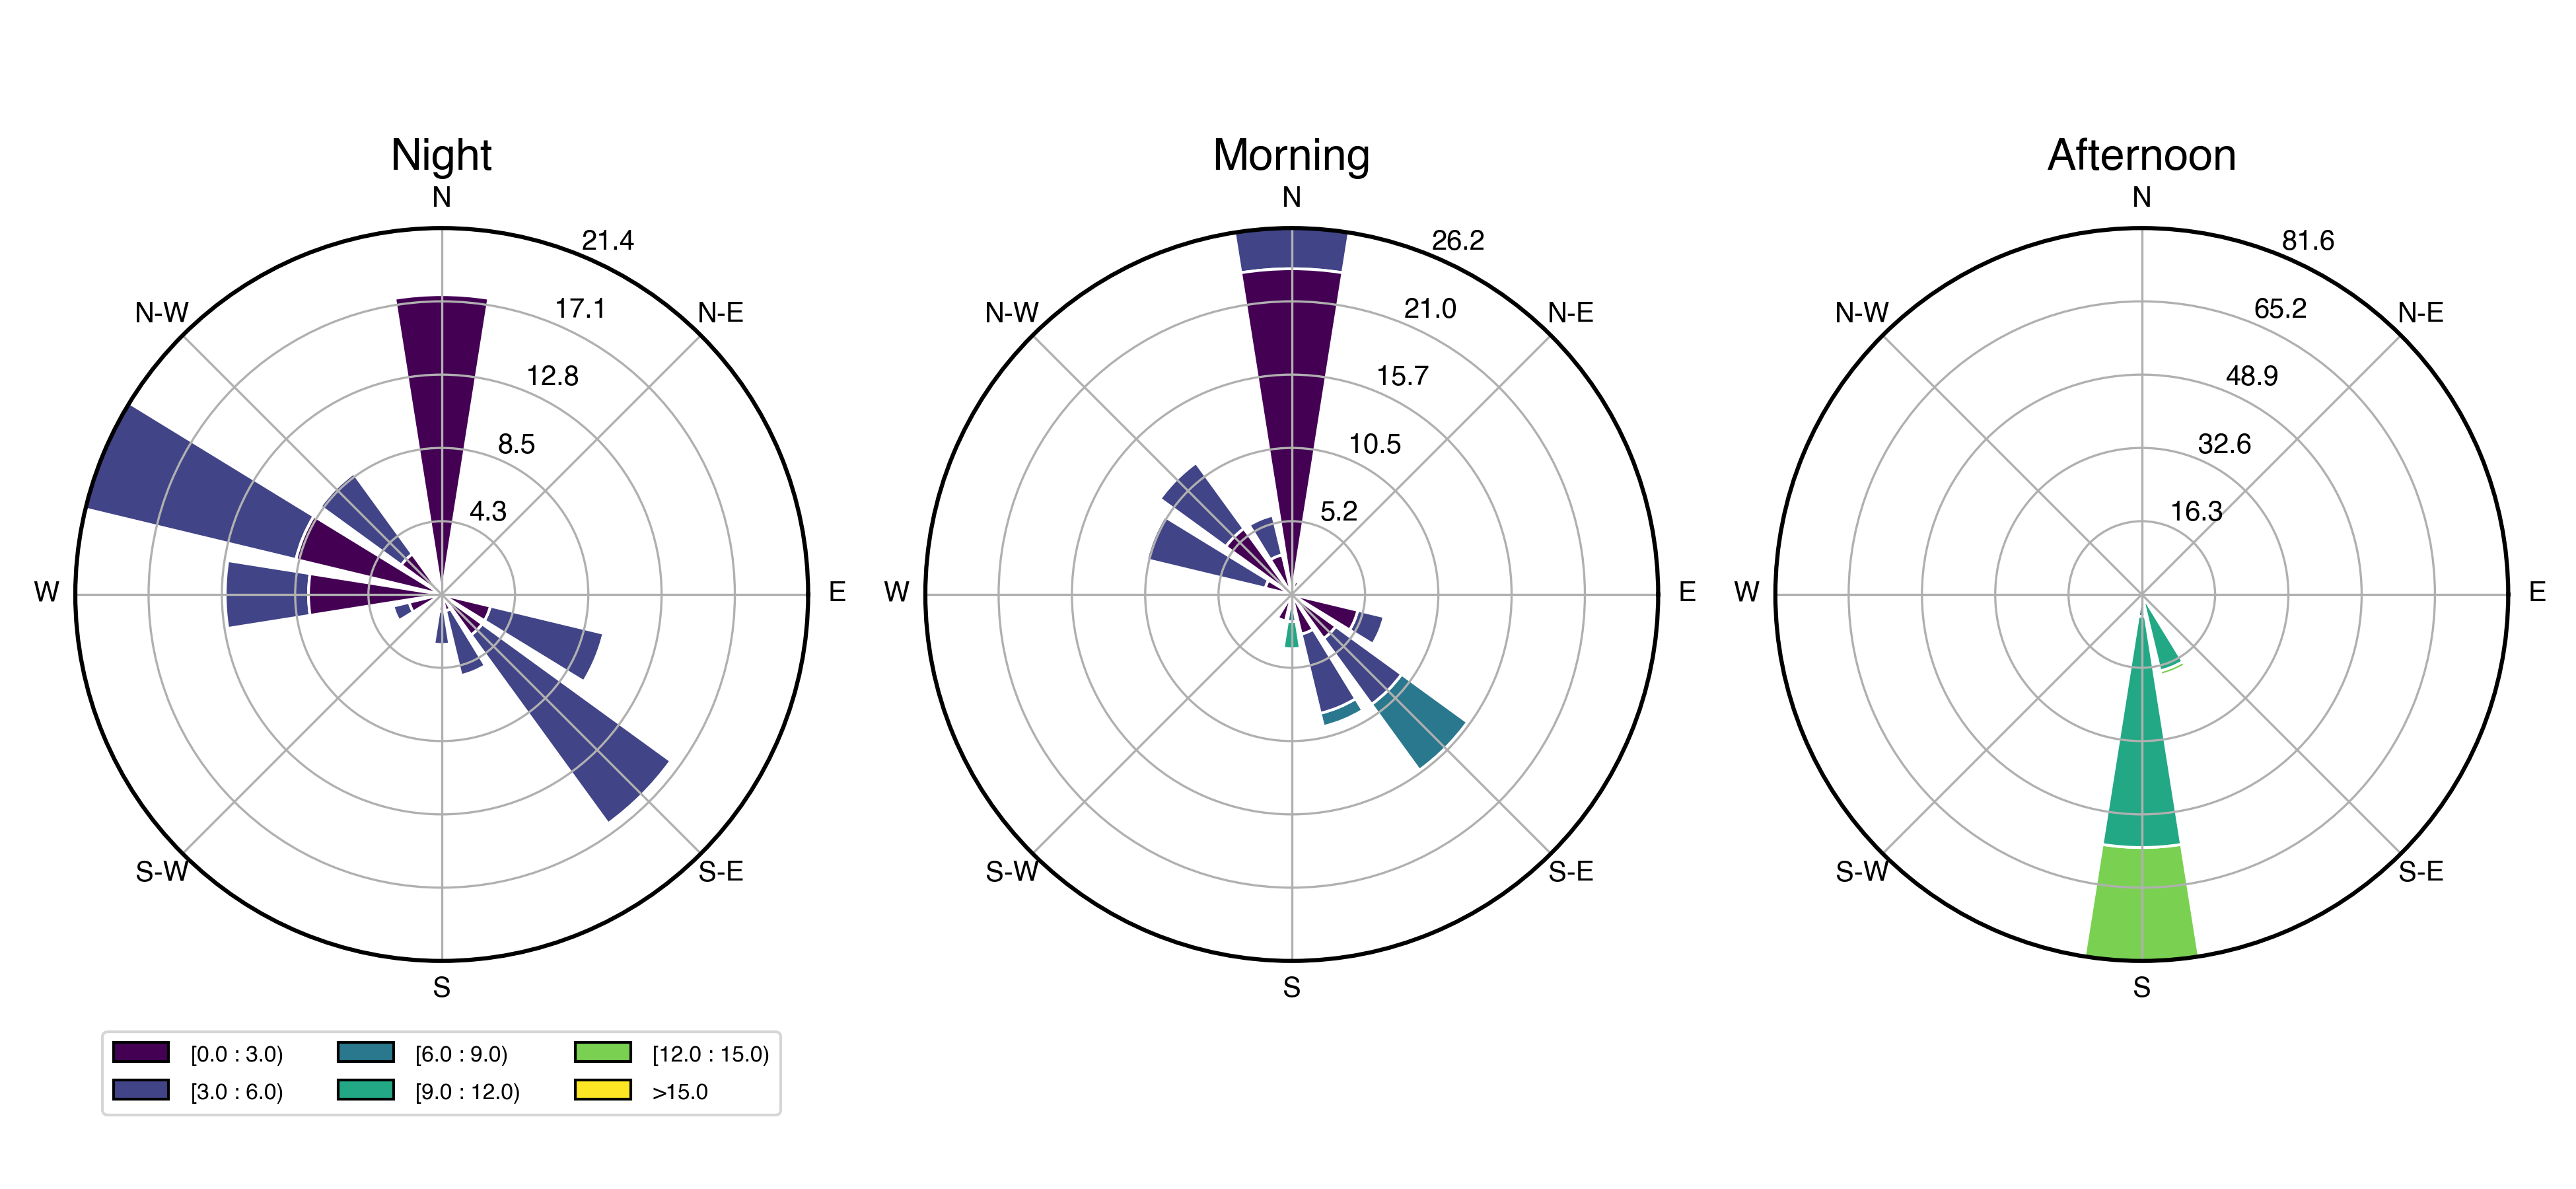 Night
N
21.4
N-W
N-E
17.1
12.8
8.5
4.3
W
E
S-W
S-E
S
Morning
N
26.2
N-W
N-E
21.0
15.7
10.5
5.2
W
E
S-W
S-E
S
Afternoon
N
81.6
N-W
N-E
65.2
48.9
32.6
16.3
W
E
S-W
S-E
S
[0.0 : 3.0)
[3.0 : 6.0)
[6.0 : 9.0)
[9.0 : 12.0)
[12.0 : 15.0)
>15.0